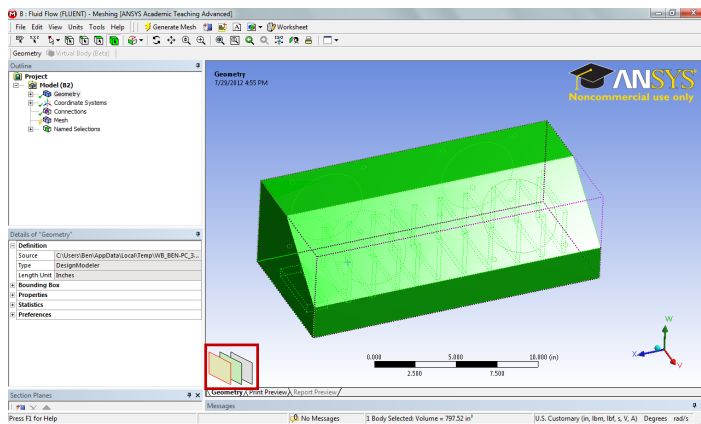 B : Fluid Flow (FLUENT) - Meshing [ANSYS Academic Teaching Advanced]
File Edit View Units Tools Help Generate Mesh A Worksheet
Geometry Virtual Body (Beta)
Outline
Project
Model (B2)
Geometry
Coordinate Systems
Connections
Mesh
Named Selections
Details of "Geometry"
Definition
Source C:\Users\Ben\AppData\Local\Temp\WB_BEN-PC_3...
Type DesignModeler
Length Unit Inches
Bounding Box
Properties
Statistics
Preferences
Section Planes
Geometry
7/29/2012 4:55 PM
ANSYS
Noncommercial use only
0.000 5.000 10.000 (in)
2.500 7.500
W
X
V
Geometry Print Preview Report Preview
Messages
Press F1 for Help No Messages 1 Body Selected: Volume = 797.52 in³ U.S. Customary (in, lbm, lbf, s, V, A) Degrees rad/s